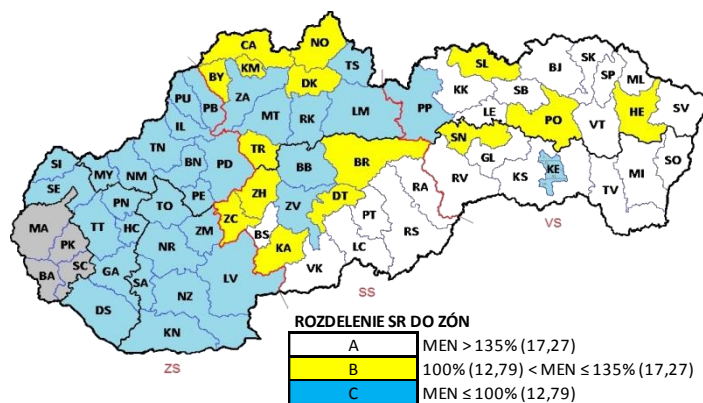 CA NO
KM
BY DK TS SL
PU PB ZA PP KK BJ SK SP ML
MT RK LM SB HE SV
IL LE PO VT
TN TR SN
SI BN PD BB BR GL KE SO
SE MY NM RA RV KS TV MI
PN PE ZH DT
TO ZC ZV PT VS
MA TT HC BS
PK NR ZM KA LC RS
BA SC GA LV VK
SA NZ SS
DS
KN
ZS
ROZDELENIE SR DO ZÓN
A MEN > 135% (17,27)
B 100% (12,79) < MEN ≤ 135% (17,27)
C MEN ≤ 100% (12,79)